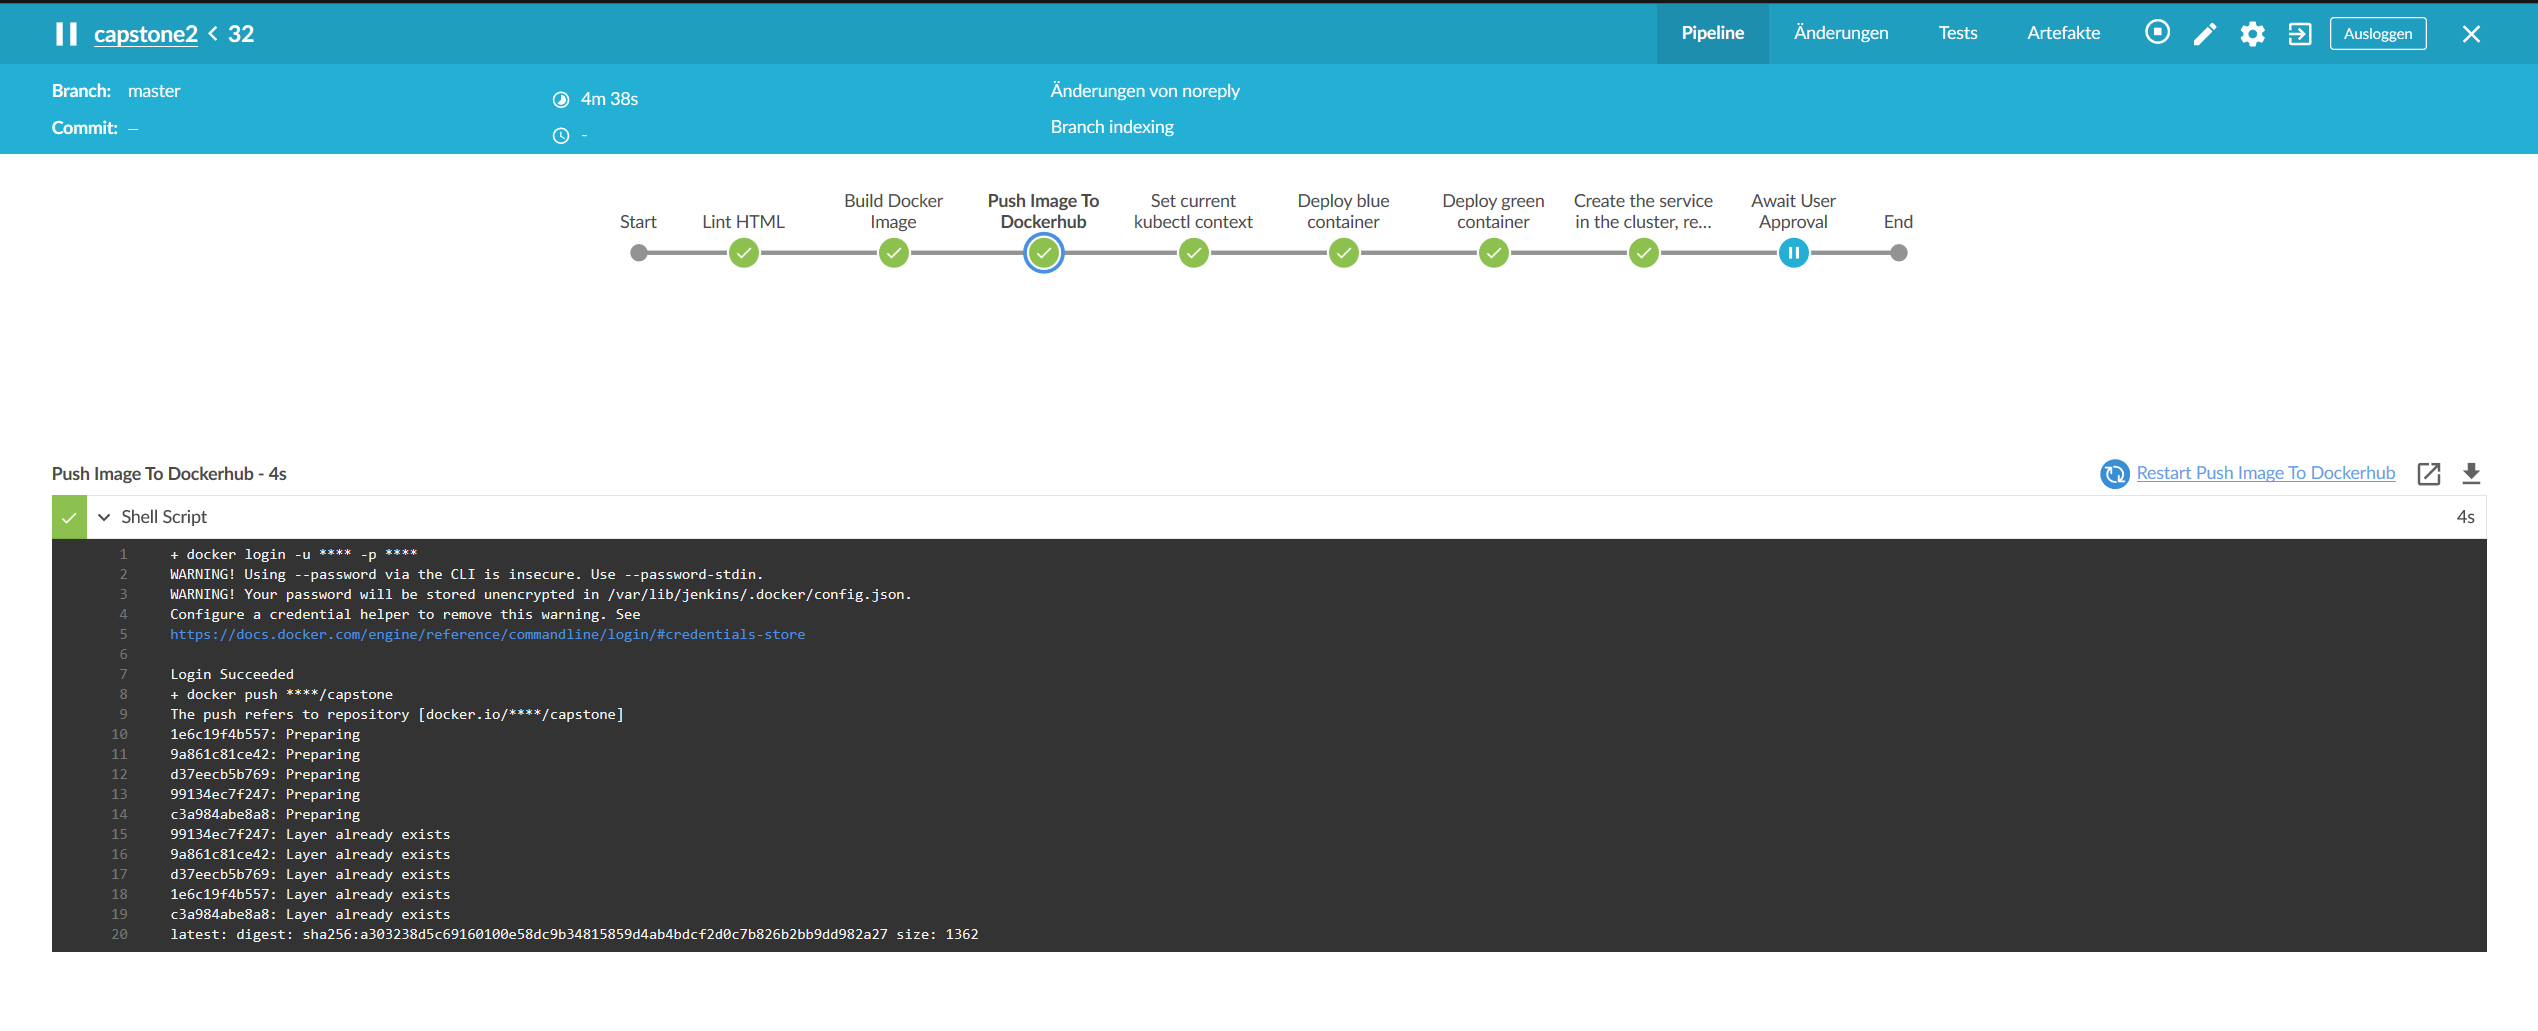 capstone2 < 32
Pipeline Änderungen Tests Artefakte Ausloggen
Branch: master
4m 38s
Änderungen von noreply
Commit: –
-
Branch indexing
Start
Lint HTML
Build Docker
Image
Push Image To
Dockerhub
Set current
kubectl context
Deploy blue
container
Deploy green
container
Create the service
in the cluster, re...
Await User
Approval
End
Push Image To Dockerhub - 4s
Restart Push Image To Dockerhub
Shell Script 4s
1 + docker login -u **** -p ****
2 WARNING! Using --password via the CLI is insecure. Use --password-stdin.
3 WARNING! Your password will be stored unencrypted in /var/lib/jenkins/.docker/config.json.
4 Configure a credential helper to remove this warning. See
5 https://docs.docker.com/engine/reference/commandline/login/#credentials-store
6
7 Login Succeeded
8 + docker push ****/capstone
9 The push refers to repository [docker.io/****/capstone]
10 1e6c19f4b557: Preparing
11 9a861c81ce42: Preparing
12 d37eecb5b769: Preparing
13 99134ec7f247: Preparing
14 c3a984abe8a8: Preparing
15 99134ec7f247: Layer already exists
16 9a861c81ce42: Layer already exists
17 d37eecb5b769: Layer already exists
18 1e6c19f4b557: Layer already exists
19 c3a984abe8a8: Layer already exists
20 latest: digest: sha256:a303238d5c69160100e58dc9b34815859d4ab4bdcf2d0c7b826b2bb9dd982a27 size: 1362